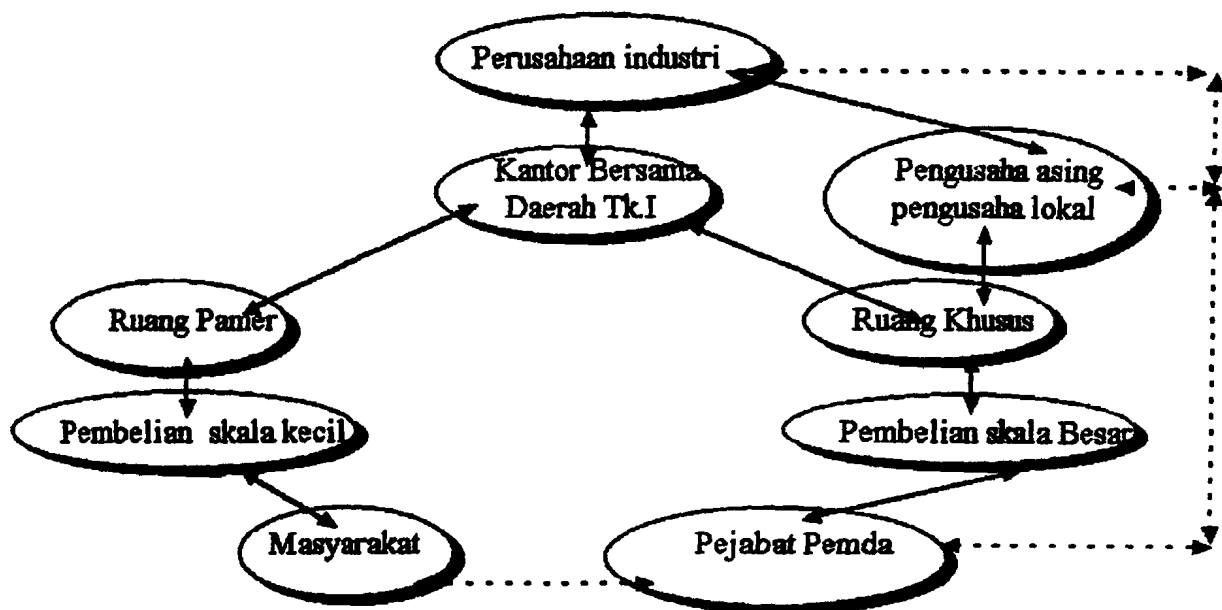 Perusahaan industri
Kantor Bersama
Daerah Tk.I
Pengusaha asing
pengusaha lokal
Ruang Pamer
Ruang Khusus
Pembelian skala kecil
Pembelian skala Besar
Masyarakat
Pejabat Pemda